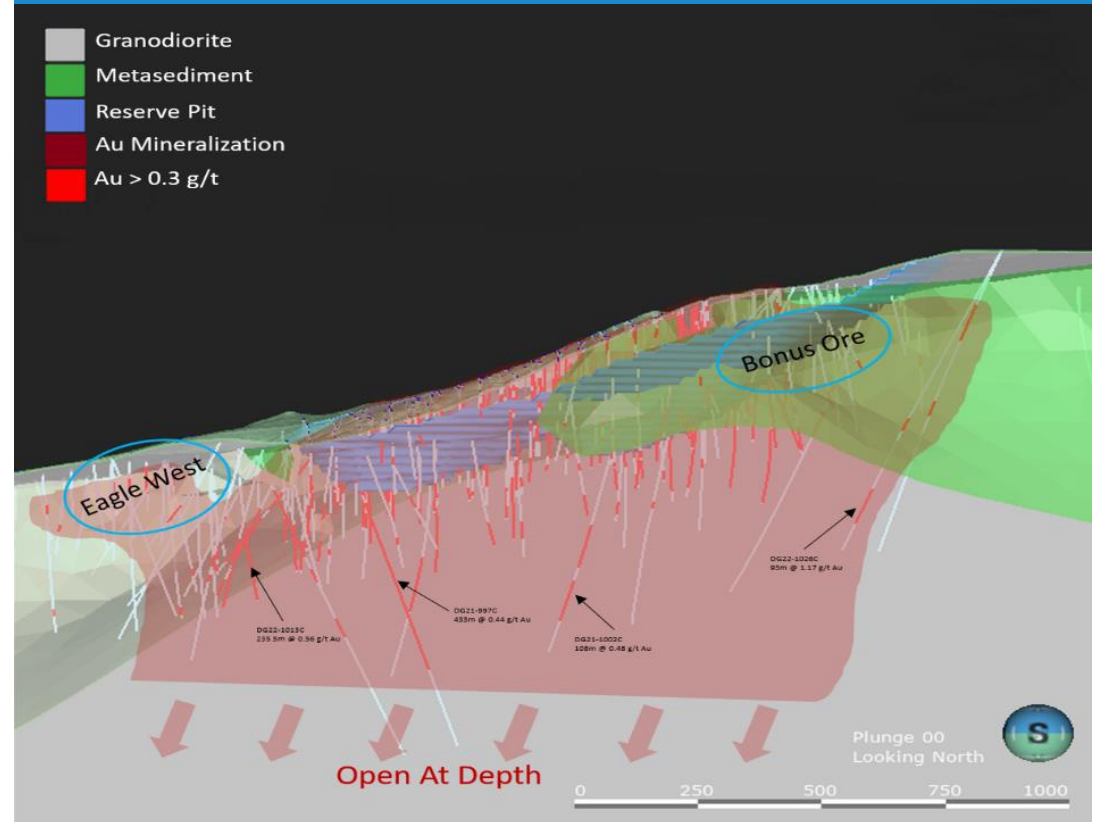 Granodiorite
Metasediment
Reserve Pit
Au Mineralization
Au > 0.3 g/t
Bonus Ore
Eagle West
DG22-1026C
95m @ 1.17 g/t Au
DG21-997C
433m @ 0.44 g/t Au
DG22-1013C
235.5m @ 0.56 g/t Au
DG21-1002C
108m @ 0.48 g/t Au
Open At Depth
Plunge 00
Looking North
S
0 250 500 750 1000